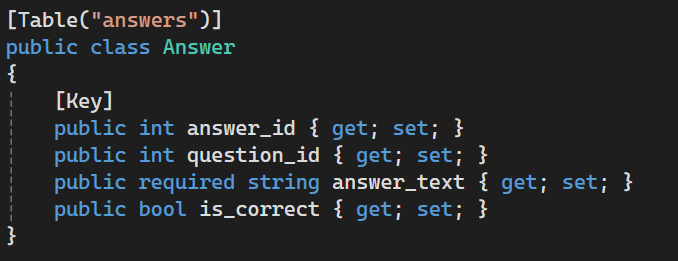 [Table("answers")]
public class Answer
{
[Key]
public int answer_id { get; set; }
public int question_id { get; set; }
public required string answer_text { get; set; }
public bool is_correct { get; set; }
}